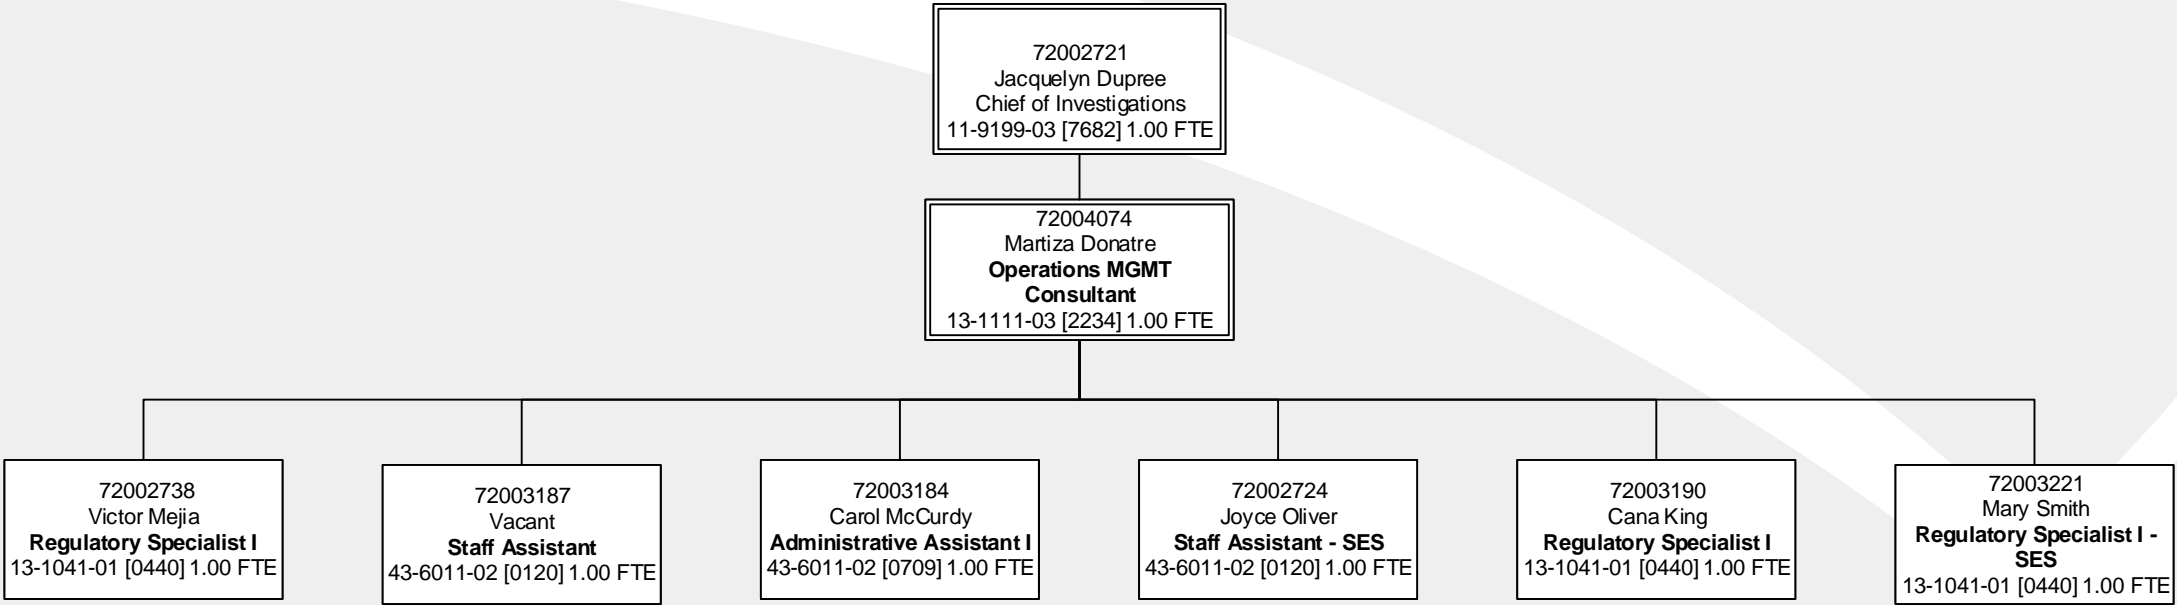 72002721
Jacquelyn Dupree
Chief of Investigations
11-9199-03 [7682] 1.00 FTE
72004074
Martiza Donatre
Operations MGMT
Consultant
13-1111-03 [2234] 1.00 FTE
72002738
Victor Mejia
Regulatory Specialist I
13-1041-01 [0440] 1.00 FTE
72003187
Vacant
Staff Assistant
43-6011-02 [0120] 1.00 FTE
72003184
Carol McCurdy
Administrative Assistant I
43-6011-02 [0709] 1.00 FTE
72002724
Joyce Oliver
Staff Assistant - SES
43-6011-02 [0120] 1.00 FTE
72003190
Cana King
Regulatory Specialist I
13-1041-01 [0440] 1.00 FTE
72003221
Mary Smith
Regulatory Specialist I -
SES
13-1041-01 [0440] 1.00 FTE